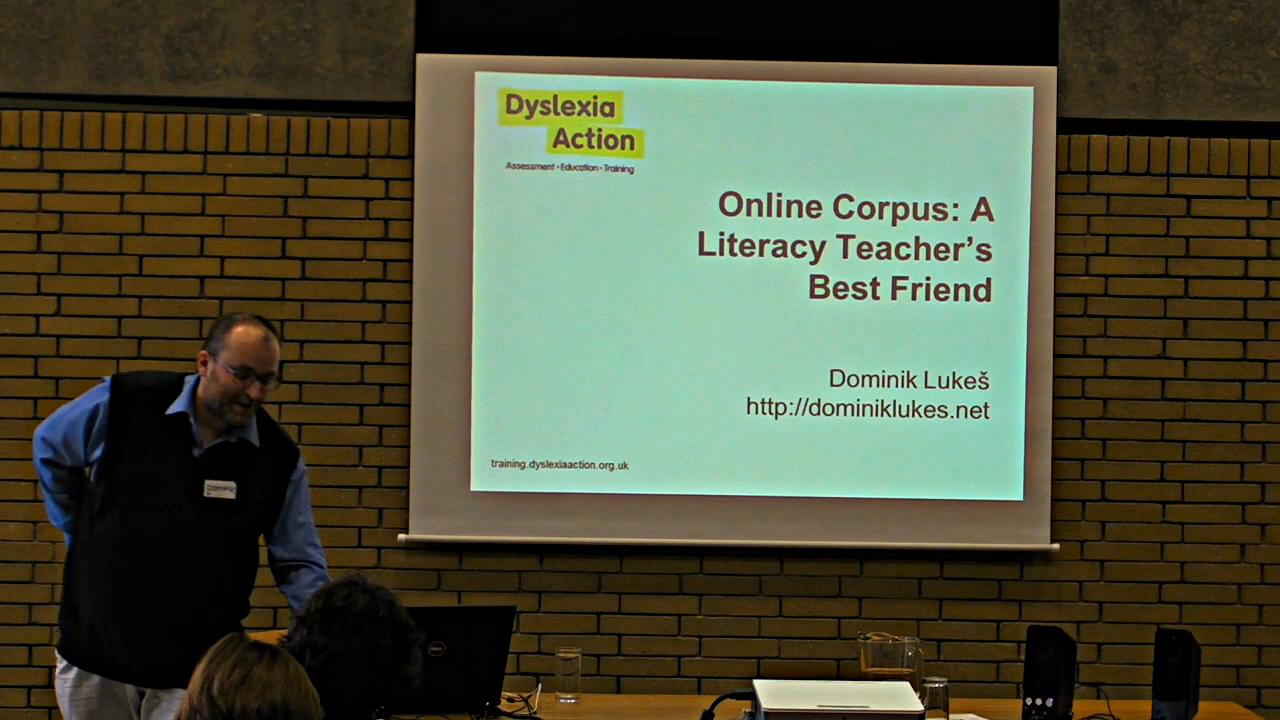 Dyslexia
Action
Assessment • Education • Training
Online Corpus: A
Literacy Teacher’s
Best Friend
Dominik Lukeš
http://dominiklukes.net
training.dyslexiaaction.org.uk
DELL